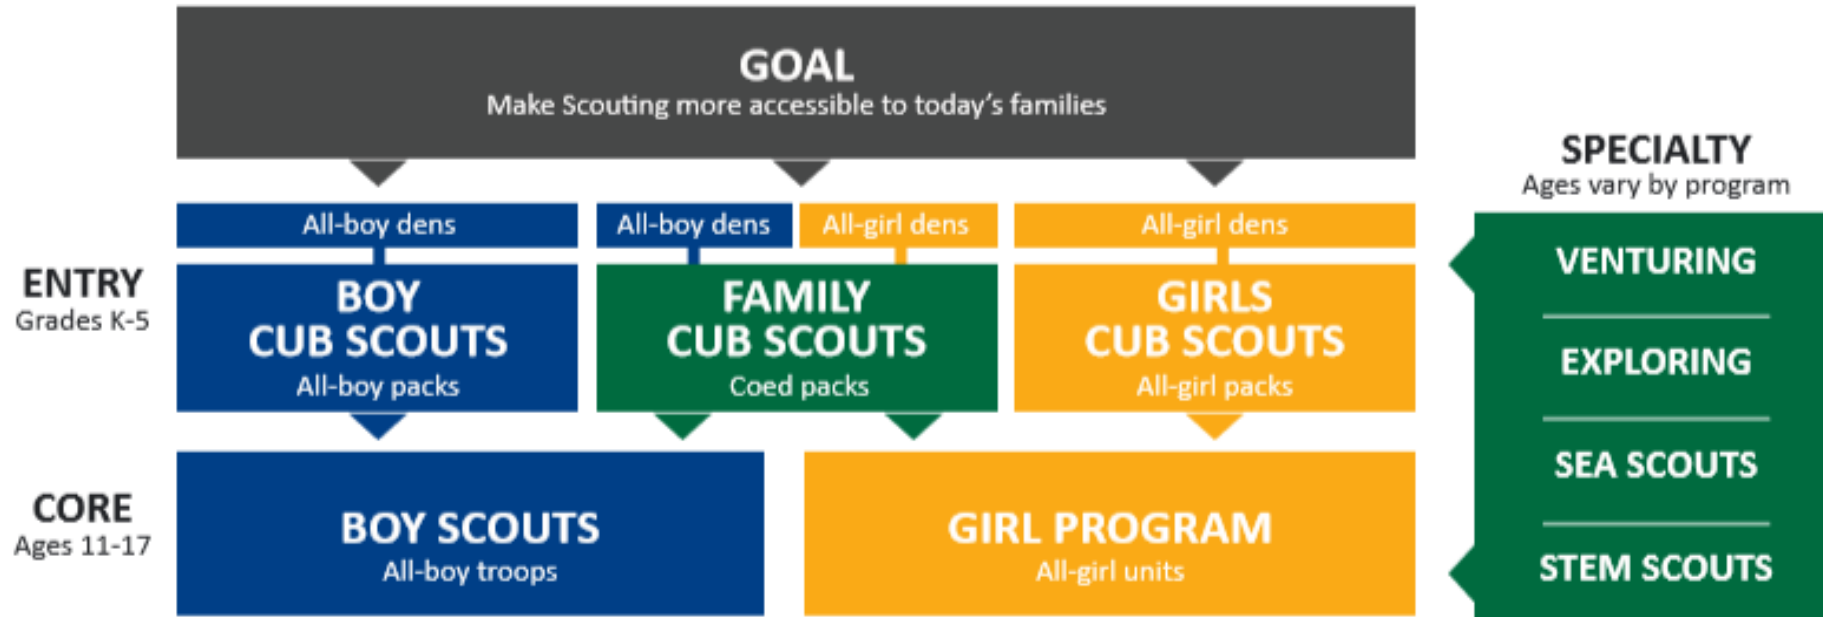 GOAL
Make Scouting more accessible to today's families
ENTRY
Grades K-5
All-boy dens
BOY
CUB SCOUTS
All-boy packs
All-boy dens
All-girl dens
FAMILY
CUB SCOUTS
Coed packs
All-girl dens
GIRLS
CUB SCOUTS
All-girl packs
CORE
Ages 11-17
BOY SCOUTS
All-boy troops
GIRL PROGRAM
All-girl units
SPECIALTY
Ages vary by program
VENTURING
EXPLORING
SEA SCOUTS
STEM SCOUTS